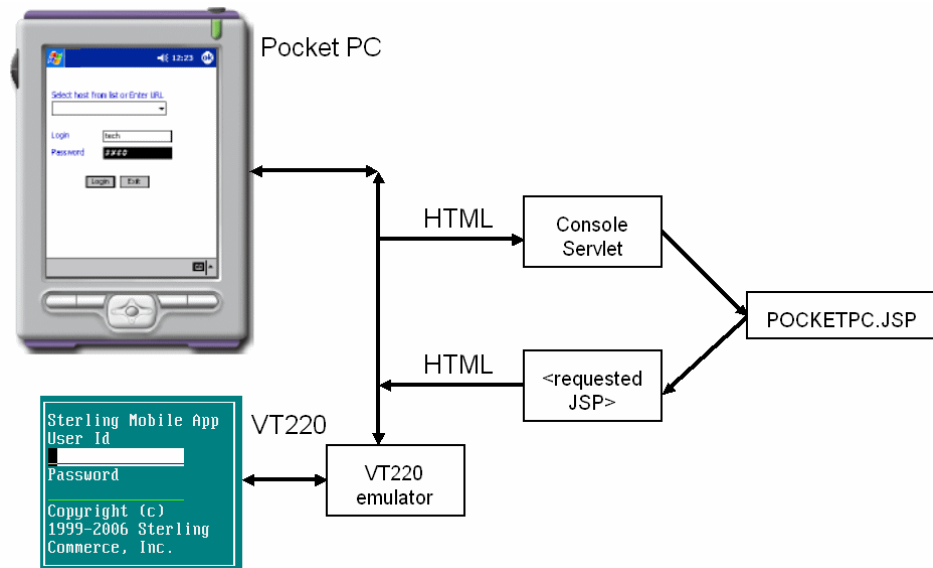 Pocket PC
12:23 ok
Select host from list or Enter URL
Login tech
Password
Login Exit
HTML
Console
Servlet
POCKETPC.JSP
HTML
<requested
JSP>
VT220
VT220
emulator
Sterling Mobile App
User Id
Password
Copyright (c)
1999-2006 Sterling
Commerce, Inc.